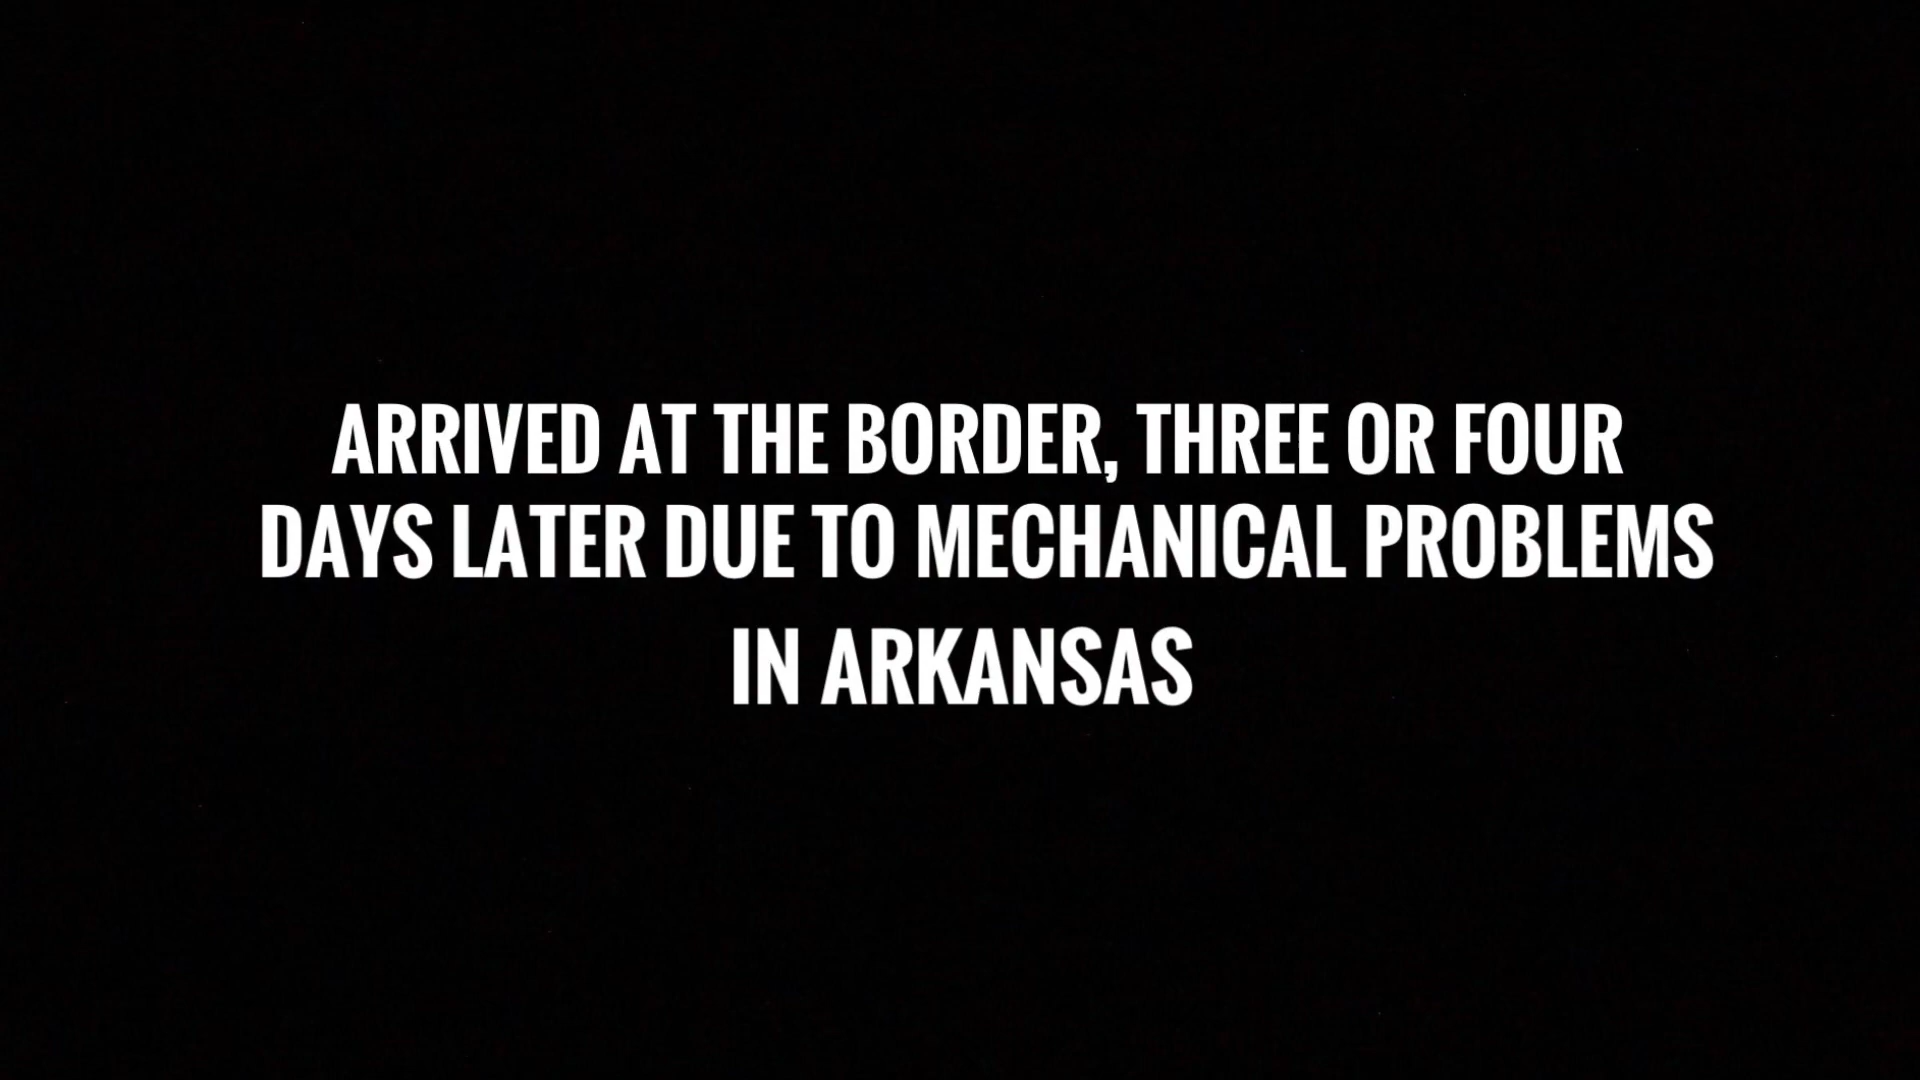 ARRIVED AT THE BORDER, THREE OR FOUR
DAYS LATER DUE TO MECHANICAL PROBLEMS
IN ARKANSAS